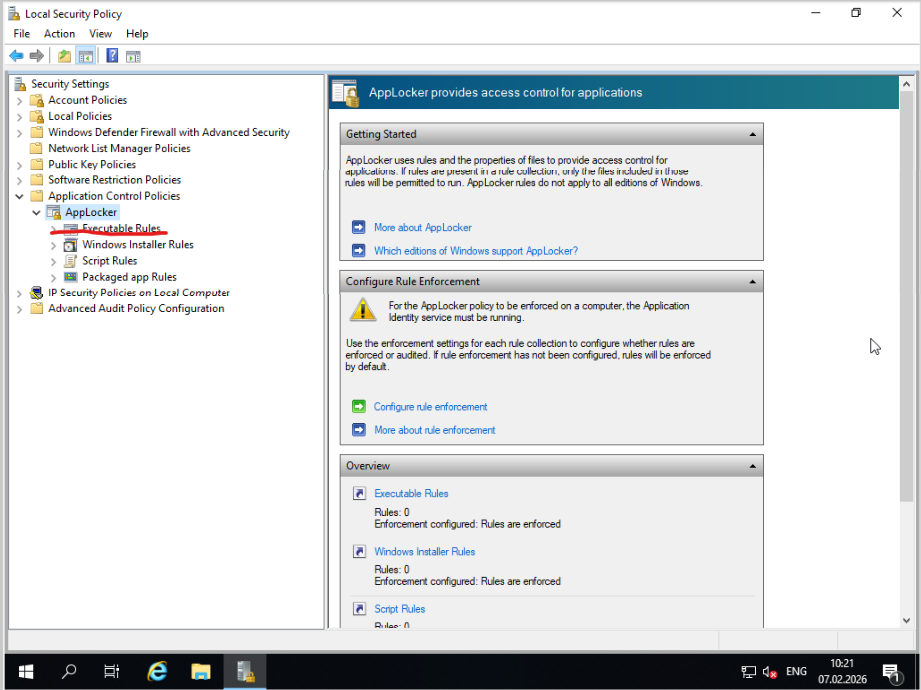 Local Security Policy
File Action View Help
Security Settings
Account Policies
Local Policies
Windows Defender Firewall with Advanced Security
Network List Manager Policies
Public Key Policies
Software Restriction Policies
Application Control Policies
AppLocker
Executable Rules
Windows Installer Rules
Script Rules
Packaged app Rules
IP Security Policies on Local Computer
Advanced Audit Policy Configuration
AppLocker provides access control for applications
Getting Started
AppLocker uses rules and the properties of files to provide access control for
applications. If rules are present in a rule collection, only the files included in those
rules will be permitted to run. AppLocker rules do not apply to all editions of Windows.
More about AppLocker
Which editions of Windows support AppLocker?
Configure Rule Enforcement
For the AppLocker policy to be enforced on a computer, the Application
Identity service must be running.
Use the enforcement settings for each rule collection to configure whether rules are
enforced or audited. If rule enforcement has not been configured, rules will be enforced
by default.
Configure rule enforcement
More about rule enforcement
Overview
Executable Rules
Rules: 0
Enforcement configured: Rules are enforced
Windows Installer Rules
Rules: 0
Enforcement configured: Rules are enforced
Script Rules
Rules: 0
ENG
10:21
07.02.2026
1